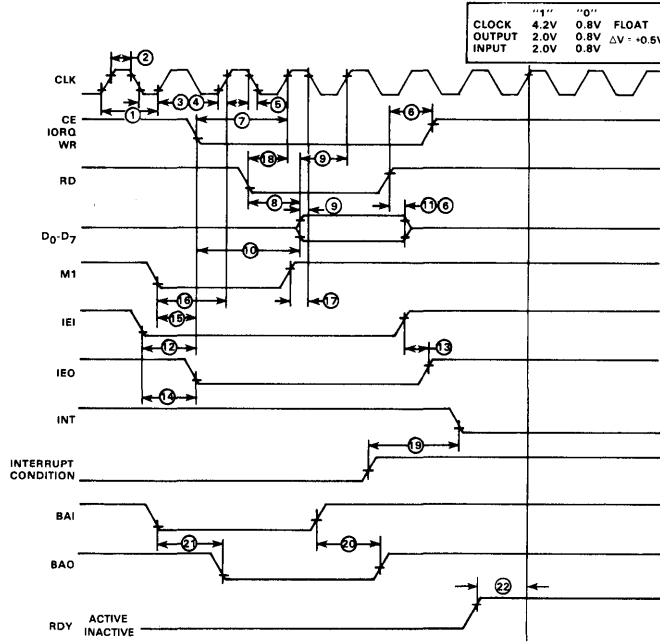 "1" "0"
CLOCK 4.2V 0.8V FLOAT
OUTPUT 2.0V 0.8V ΔV = +0.5V
INPUT 2.0V 0.8V
CLK
2
1 3 4 5
CE
IORQ
WR
7 6
RD
18 9
8 9 11 6
D0-D7
10
M1
16 17
15
IEI
12 13
IEO
14
INT
19
INTERRUPT
CONDITION
BAI
21 20
BAO
22
RDY ACTIVE
INACTIVE